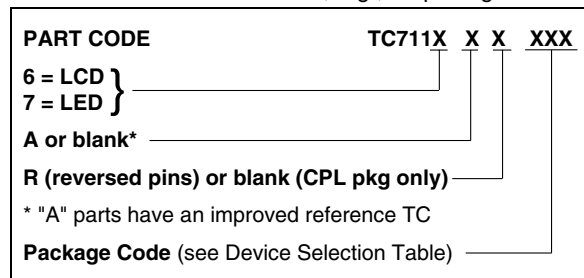 PART CODE TC711X X X XXX
6 = LCD }
7 = LED
A or blank*
R (reversed pins) or blank (CPL pkg only)
* "A" parts have an improved reference TC
Package Code (see Device Selection Table)